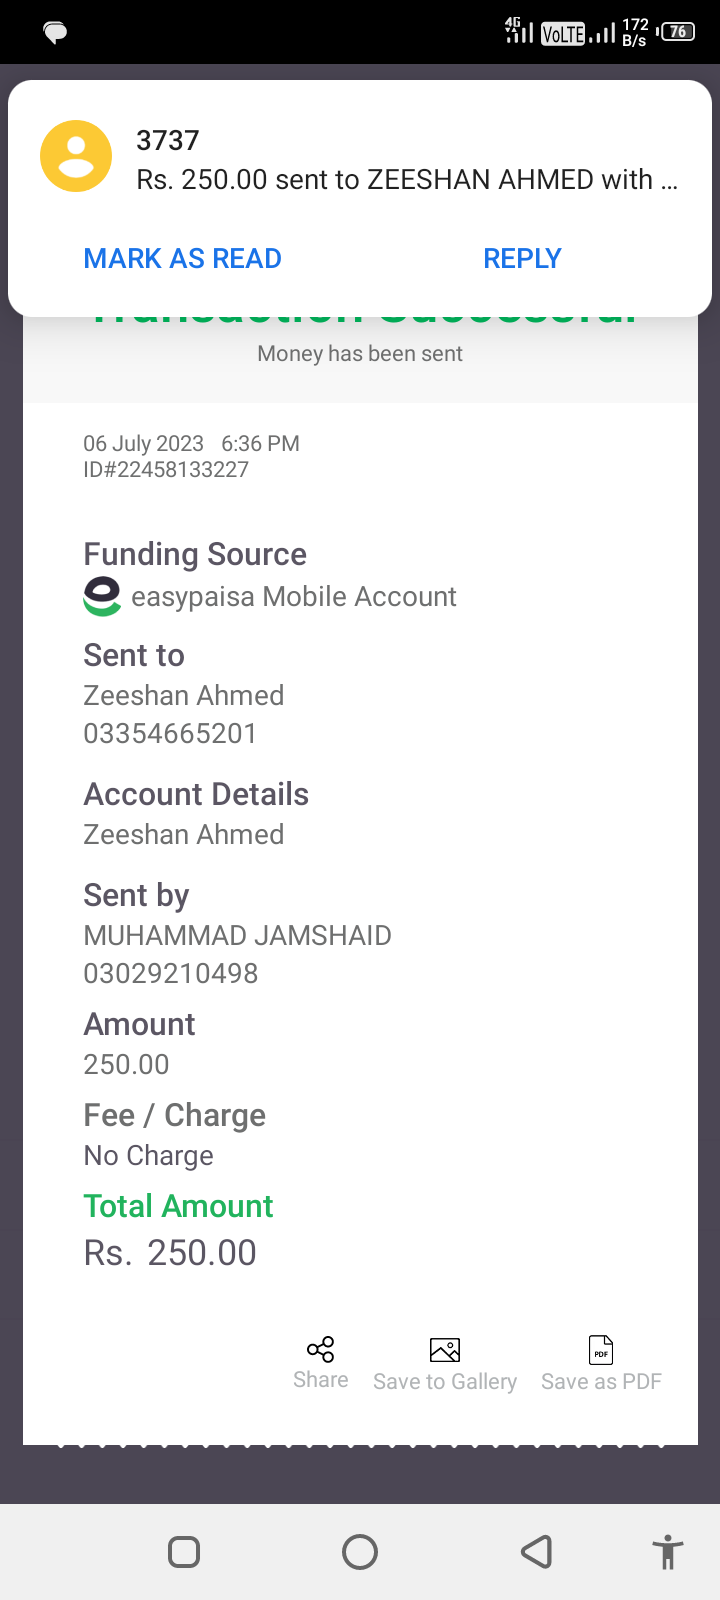 4G VoLTE 172 B/s 76
3737
Rs. 250.00 sent to ZEESHAN AHMED with ...
MARK AS READ REPLY
Transaction Successful
Money has been sent
06 July 2023 6:36 PM
ID#22458133227
Funding Source
easypaisa Mobile Account
Sent to
Zeeshan Ahmed
03354665201
Account Details
Zeeshan Ahmed
Sent by
MUHAMMAD JAMSHAID
03029210498
Amount
250.00
Fee / Charge
No Charge
Total Amount
Rs. 250.00
PDF
Share Save to Gallery Save as PDF